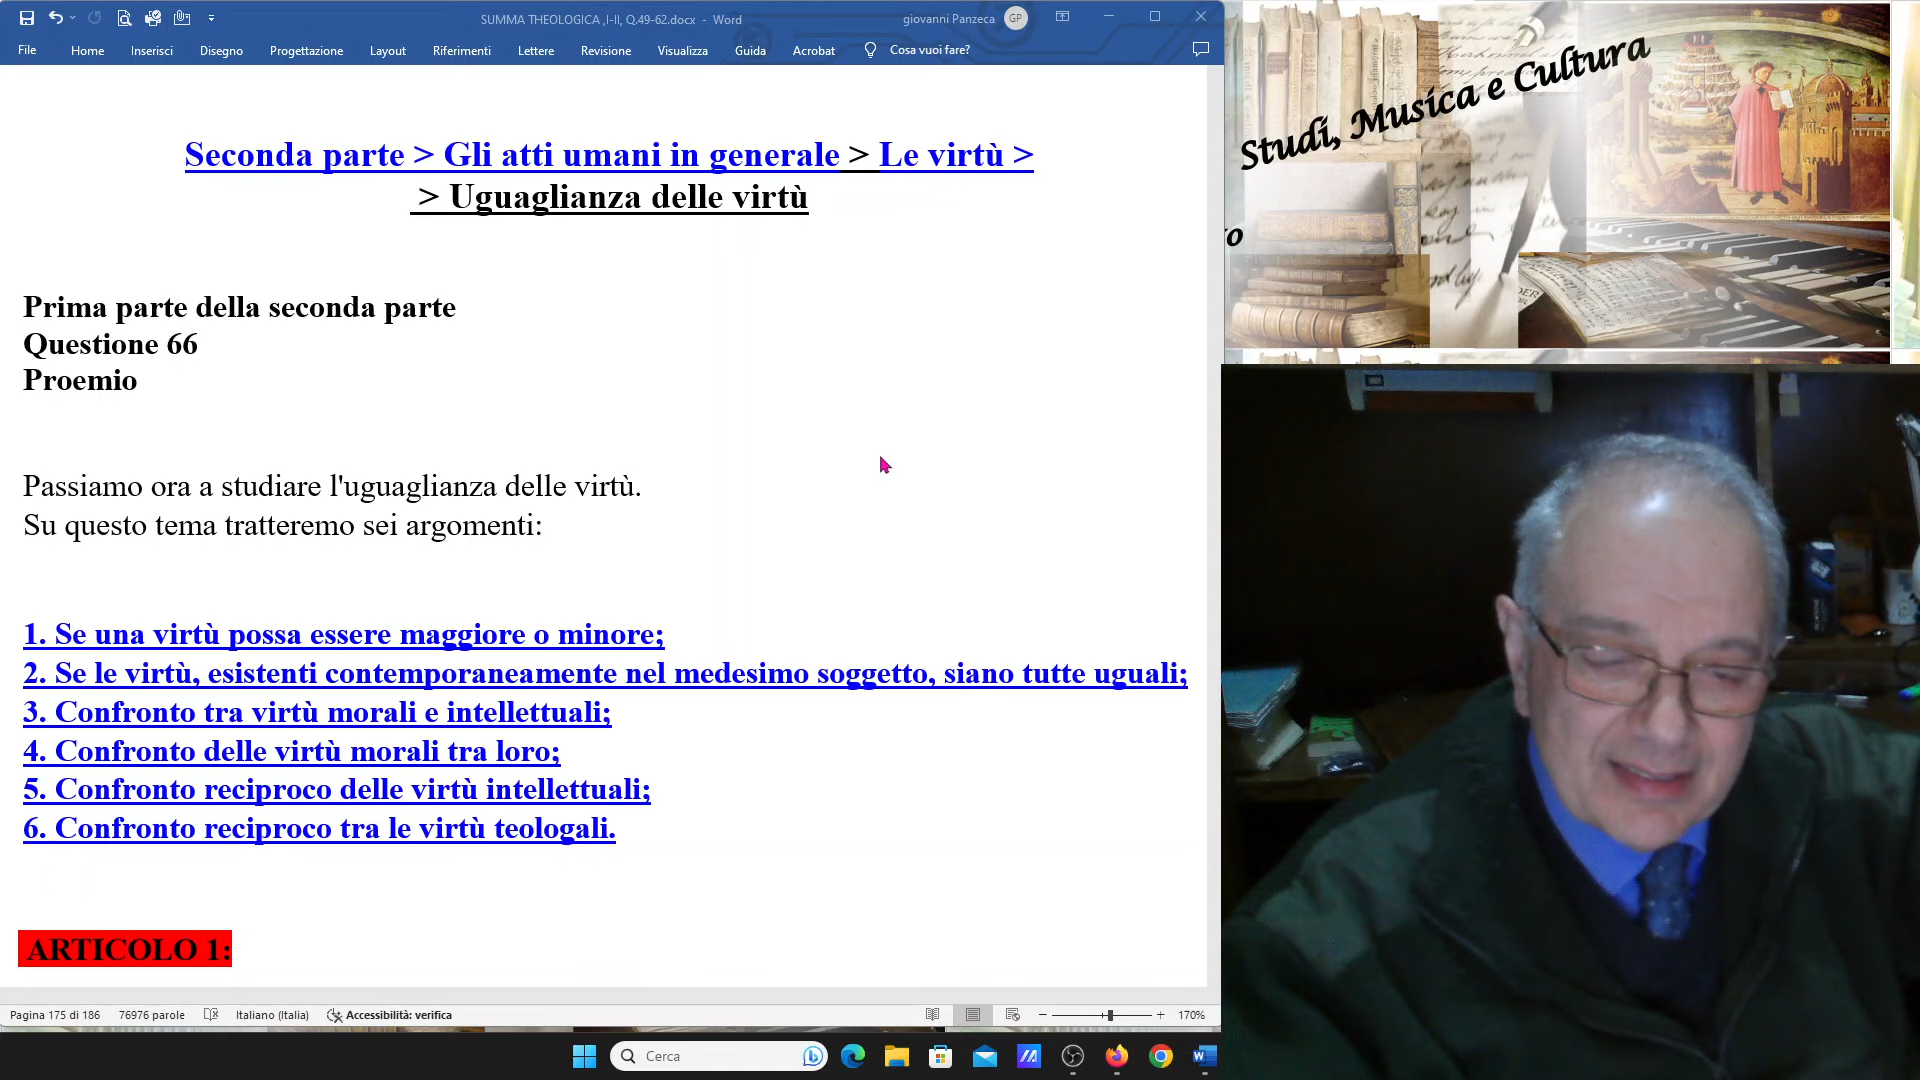 SUMMA THEOLOGICA ,I-II, Q.49-62.docx - Word
giovanni Panzeca
GP
File Home Inserisci Disegno Progettazione Layout Riferimenti Lettere Revisione Visualizza Guida Acrobat Cosa vuoi fare?
Studi, Musica e Cultura
Seconda parte > Gli atti umani in generale > Le virtù >
> Uguaglianza delle virtù
Prima parte della seconda parte
Questione 66
Proemio
Passiamo ora a studiare l'uguaglianza delle virtù.
Su questo tema tratteremo sei argomenti:
1. Se una virtù possa essere maggiore o minore;
2. Se le virtù, esistenti contemporaneamente nel medesimo soggetto, siano tutte uguali;
3. Confronto tra virtù morali e intellettuali;
4. Confronto delle virtù morali tra loro;
5. Confronto reciproco delle virtù intellettuali;
6. Confronto reciproco tra le virtù teologali.
ARTICOLO 1:
Pagina 175 di 186 76976 parole Italiano (Italia) Accessibilità: verifica 170%
Cerca